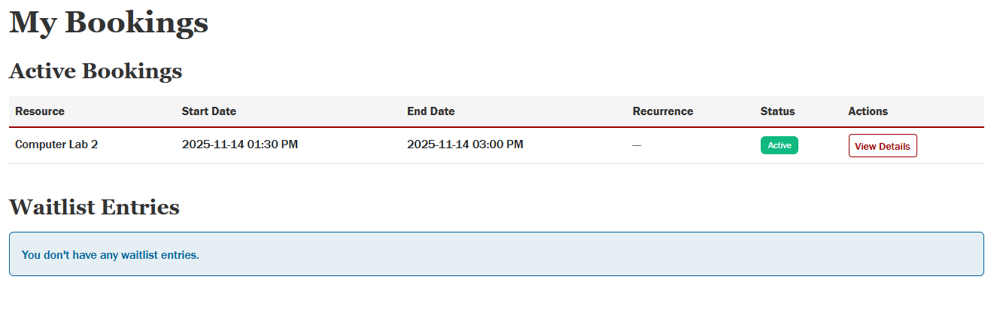 My Bookings
Active Bookings
Resource Start Date End Date Recurrence Status Actions
Computer Lab 2 2025-11-14 01:30 PM 2025-11-14 03:00 PM — Active View Details
Waitlist Entries
You don't have any waitlist entries.